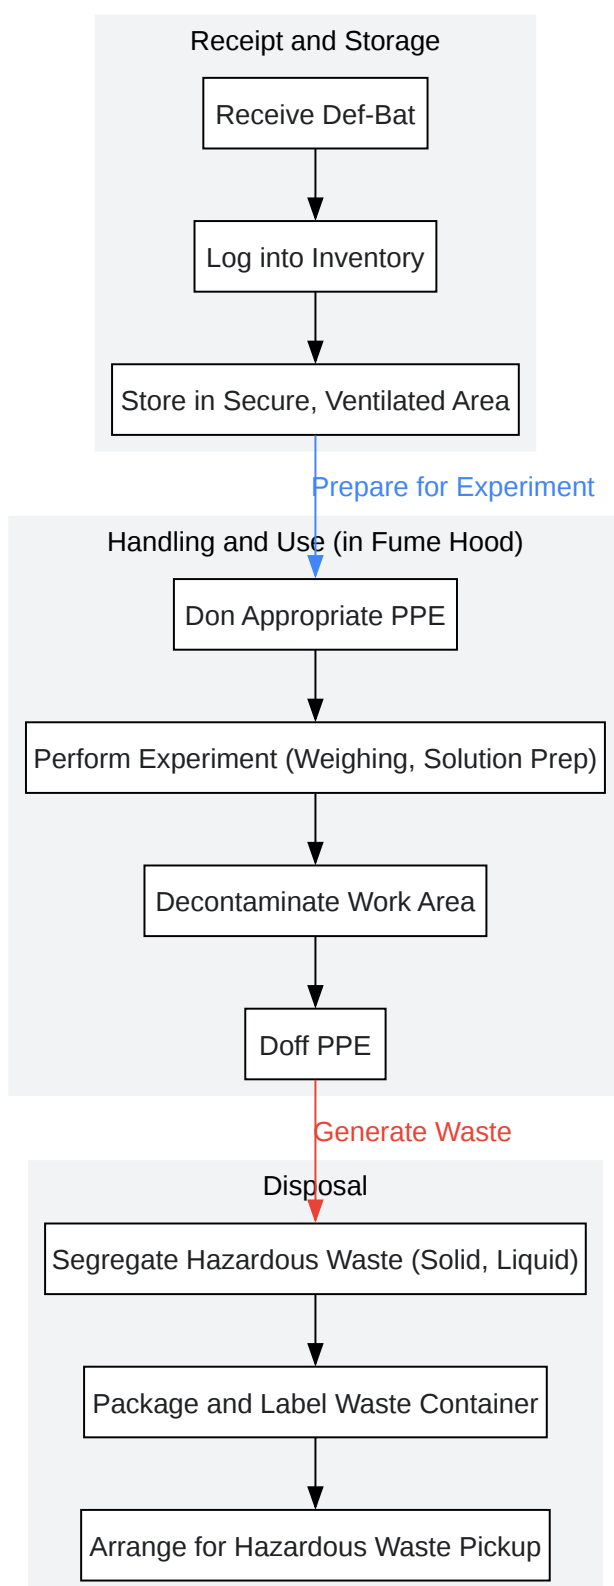 Receipt and Storage
Receive Def-Bat
Log into Inventory
Store in Secure, Ventilated Area
Prepare for Experiment
Handling and Use (in Fume Hood)
Don Appropriate PPE
Perform Experiment (Weighing, Solution Prep)
Decontaminate Work Area
Doff PPE
Generate Waste
Disposal
Segregate Hazardous Waste (Solid, Liquid)
Package and Label Waste Container
Arrange for Hazardous Waste Pickup